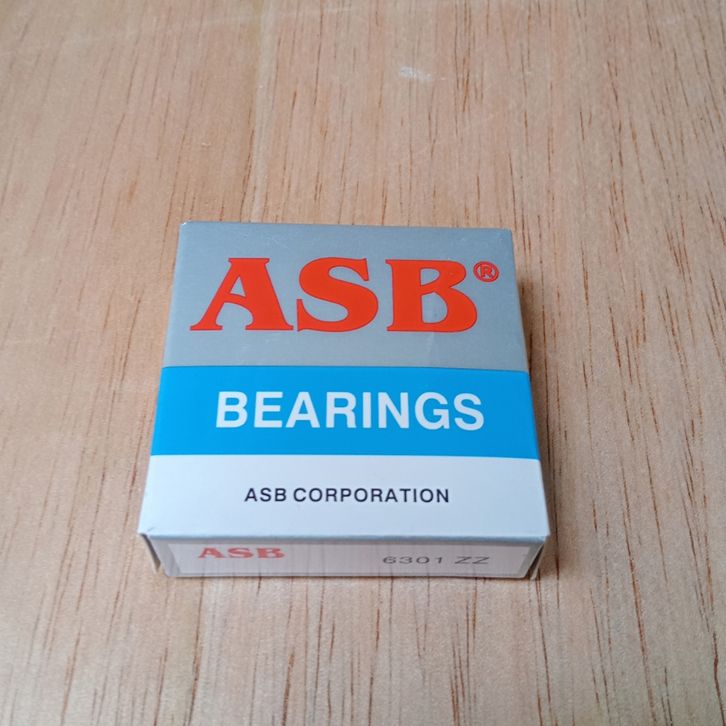 ASB®
BEARINGS
ASB CORPORATION
ASB 6301 ZZ